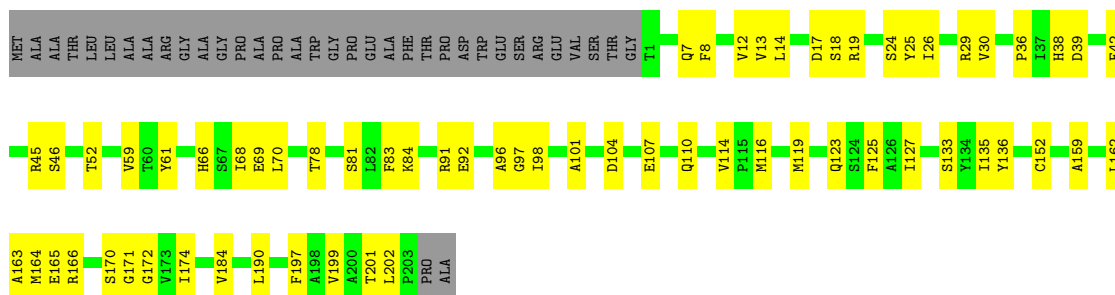 MET ALA ALA THR LEU LEU ALA ALA ARG GLY ALA GLY PRO ALA PRO ALA TRP GLY PRO GLU ALA PHE THR PRO ASP TRP GLU SER ARG GLU VAL SER THR GLY T1 Q7 F8 V12 V13 L14 D17 S18 R19 S24 Y25 I26 R29 V30 P36 I37 H38 D39
R45 S46 T52 V59 T60 Y61 H66 S67 I68 E69 L70 T78 S81 L82 F83 K84 R91 E92 A96 G97 I98 A101 D104 E107 Q110 V114 P115 M116 M119 Q123 S124 F125 A126 I127 S133 Y134 I135 Y136 C152 A159
A163 M164 E165 R166 S170 G171 G172 V173 I174 V184 L190 F197 A198 V199 A200 T201 L202 P203 PRO ALA